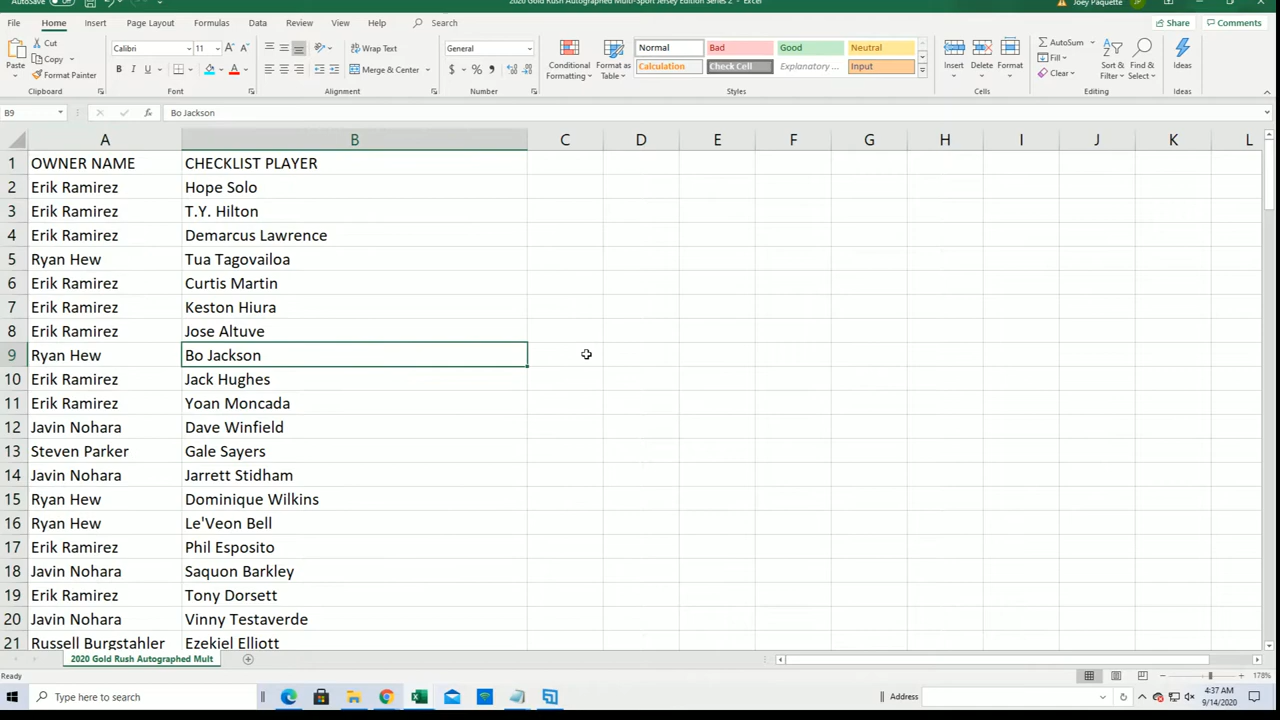 AutoSave Off
2020 Gold Rush Autographed Multi-Sport Jersey Edition Series 2 - Excel
Joey Paquette JP
File Home Insert Page Layout Formulas Data Review View Help Search Share Comments
Paste Cut Copy Format Painter
Calibri 11 A A B I U A
Wrap Text
Merge & Center
General
$ % ,
Conditional Formatting
Format as Table
Normal Bad Good Neutral
Calculation Check Cell Explanatory ... Input
Insert Delete Format
AutoSum
Fill
Clear
Sort & Filter
Find & Select
Ideas
Clipboard Font Alignment Number Styles Cells Editing Ideas
B9 fx Bo Jackson
A B C D E F G H I J K L
1 OWNER NAME CHECKLIST PLAYER
2 Erik Ramirez Hope Solo
3 Erik Ramirez T.Y. Hilton
4 Erik Ramirez Demarcus Lawrence
5 Ryan Hew Tua Tagovailoa
6 Erik Ramirez Curtis Martin
7 Erik Ramirez Keston Hiura
8 Erik Ramirez Jose Altuve
9 Ryan Hew Bo Jackson
10 Erik Ramirez Jack Hughes
11 Erik Ramirez Yoan Moncada
12 Javin Nohara Dave Winfield
13 Steven Parker Gale Sayers
14 Javin Nohara Jarrett Stidham
15 Ryan Hew Dominique Wilkins
16 Ryan Hew Le'Veon Bell
17 Erik Ramirez Phil Esposito
18 Javin Nohara Saquon Barkley
19 Erik Ramirez Tony Dorsett
20 Javin Nohara Vinny Testaverde
21 Russell Burgstahler Ezekiel Elliott
2020 Gold Rush Autographed Mult
Ready
178%
Type here to search
Address
4:37 AM
9/14/2020